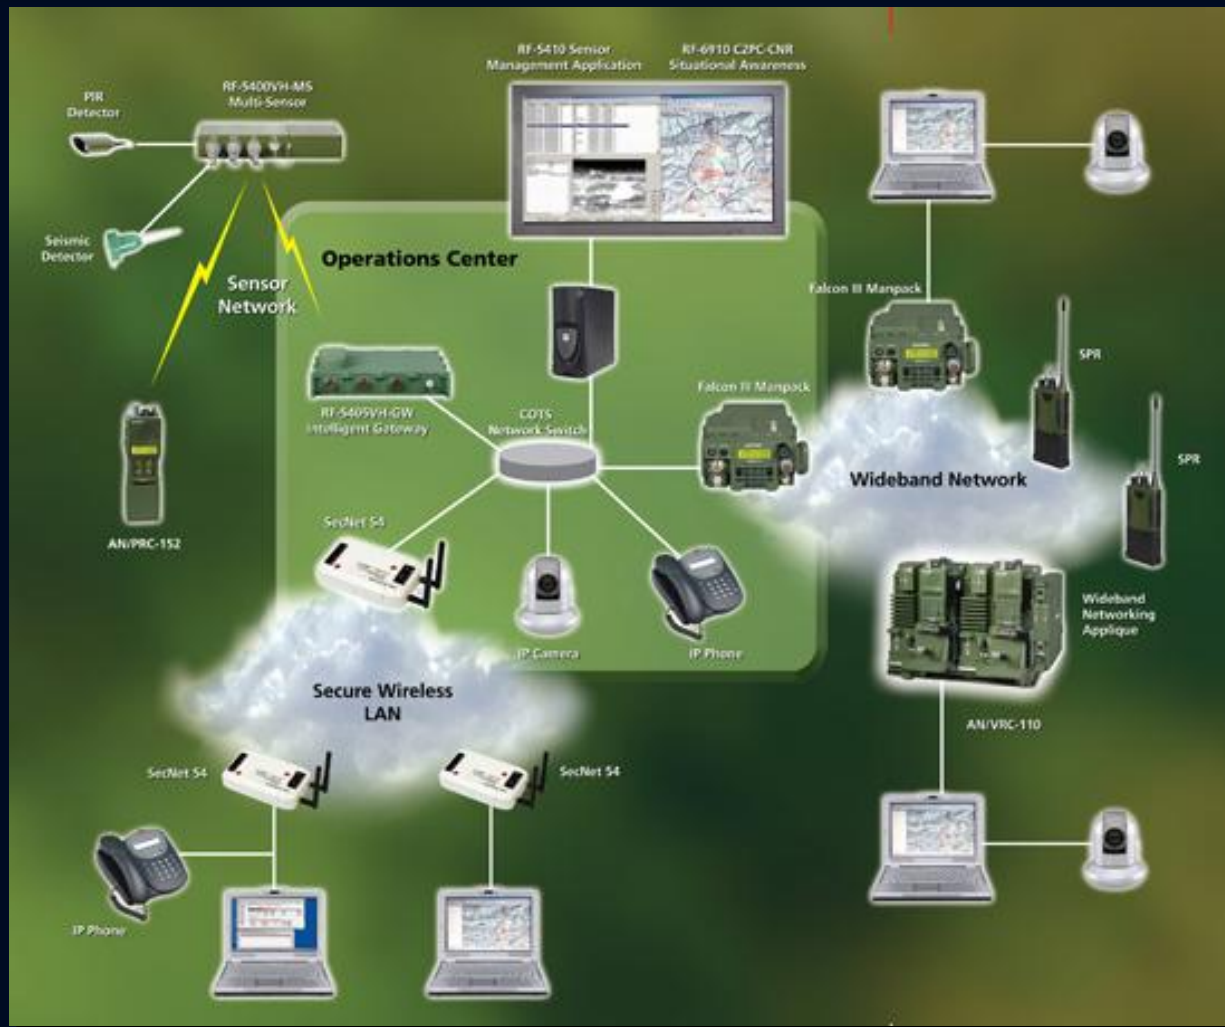 RF-5410 Sensor
Management Application
RF-6910 C2PC-CNR
Situational Awareness
RF-5400VH-MS
Multi-Sensor
PIR
Detector
Seismic
Detector
Sensor
Network
Operations Center
Falcon III Manpack
SPR
RF-5405VH-GW
Intelligent Gateway
COTS
Network Switch
Falcon III Manpack
Wideband Network
SPR
AN/PRC-152
SecNet 54
IP Camera
IP Phone
Wideband
Networking
Applique
Secure Wireless
LAN
AN/VRC-110
SecNet 54
SecNet 54
IP Phone